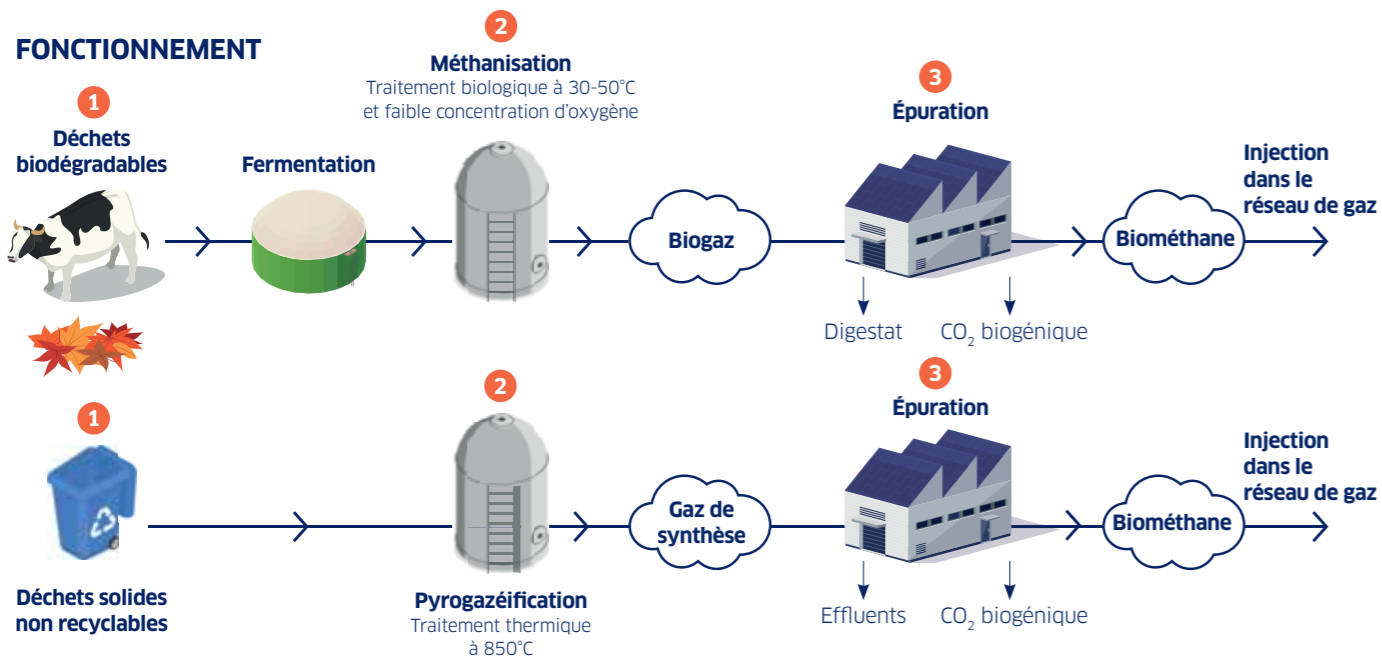 FONCTIONNEMENT
1
Déchets
biodégradables
Fermentation
2
Méthanisation
Traitement biologique à 30-50°C
et faible concentration d'oxygène
Biogaz
3
Épuration
Digestat
CO₂ biogénique
Biométhane
Injection
dans le
réseau de gaz
1
Déchets solides
non recyclables
2
Pyrogazéification
Traitement thermique
à 850°C
Gaz de
synthèse
3
Épuration
Effluents
CO₂ biogénique
Biométhane
Injection
dans le
réseau de gaz